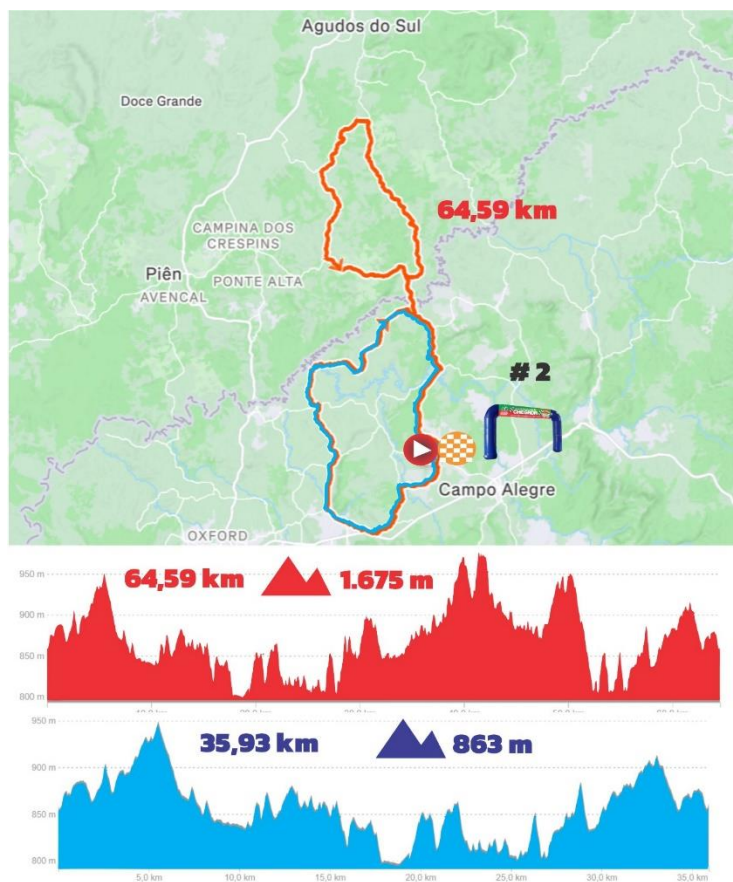 Agudos do Sul
Doce Grande
64,59 km
CAMPINA DOS
CRESPINS
Piên
PONTE ALTA
AVENCAL
# 2
CHEGADA
Campo Alegre
OXFORD
64,59 km 1.675 m
950 m
900 m
850 m
800 m
35,93 km 863 m
950 m
900 m
850 m
800 m
5,0 km 10,0 km 15,0 km 20,0 km 25,0 km 30,0 km 35,0 km